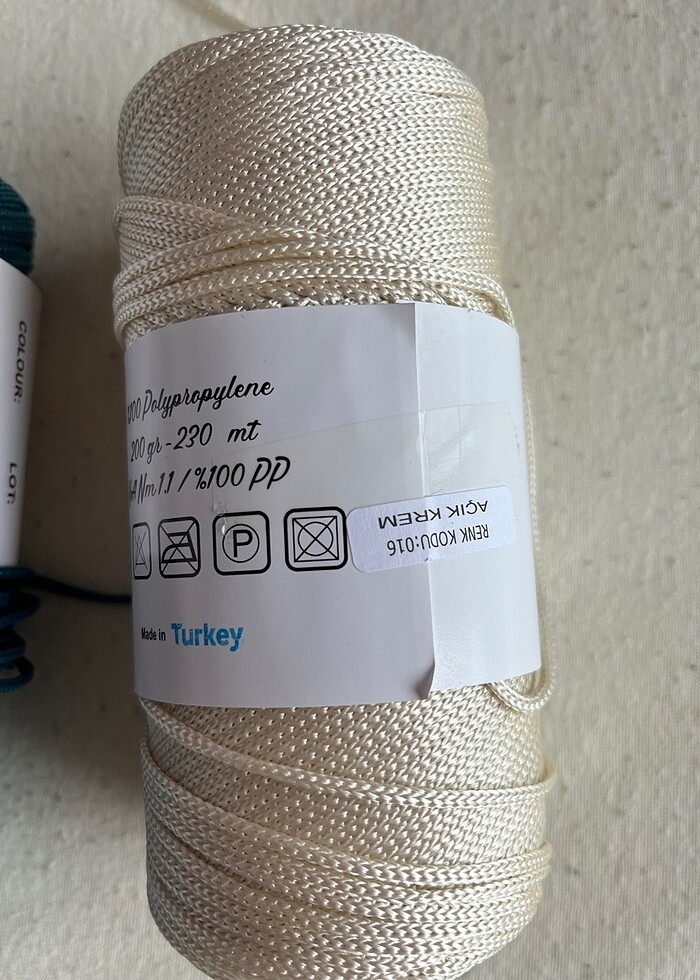 Polypropylene
200 gr - 230 mt
Nm 1.1 / %100 PP
P
Made in Turkey
RENK KODU:016
AÇIK KREM
COLOUR:
LOT: